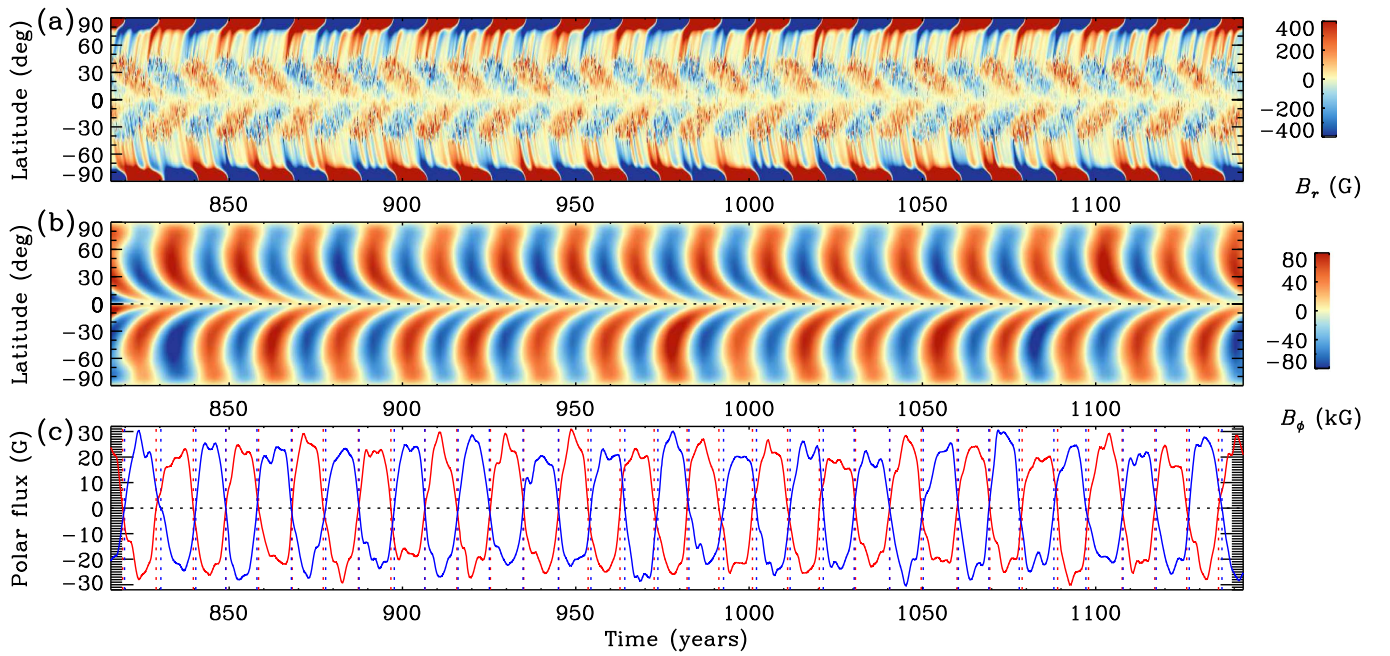 (a)
Latitude (deg)
90
60
30
0
−30
−60
−90
850 900 950 1000 1050 1100
400
200
0
−200
−400
B_r (G)
(b)
Latitude (deg)
90
60
30
0
−30
−60
−90
850 900 950 1000 1050 1100
80
40
0
−40
−80
B_ϕ (kG)
(c)
Polar flux (G)
30
20
10
0
−10
−20
−30
850 900 950 1000 1050 1100
Time (years)